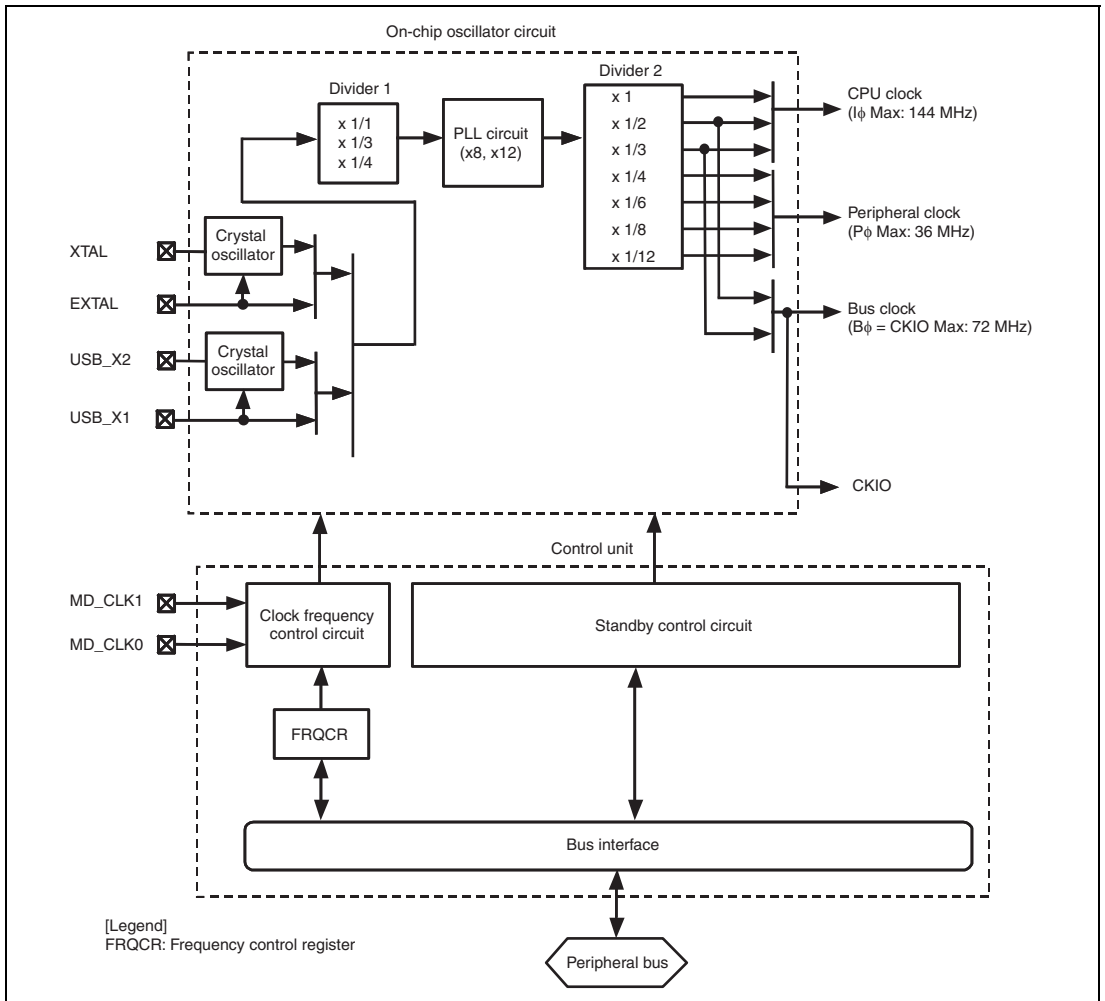 On-chip oscillator circuit
Divider 1
x 1/1
x 1/3
x 1/4
PLL circuit
(x8, x12)
Divider 2
x 1
x 1/2
x 1/3
x 1/4
x 1/6
x 1/8
x 1/12
CPU clock
(Iϕ Max: 144 MHz)
Peripheral clock
(Pϕ Max: 36 MHz)
Bus clock
(Bϕ = CKIO Max: 72 MHz)
CKIO
XTAL
Crystal
oscillator
EXTAL
USB_X2
Crystal
oscillator
USB_X1
Control unit
MD_CLK1
MD_CLK0
Clock frequency
control circuit
Standby control circuit
FRQCR
Bus interface
[Legend]
FRQCR: Frequency control register
Peripheral bus